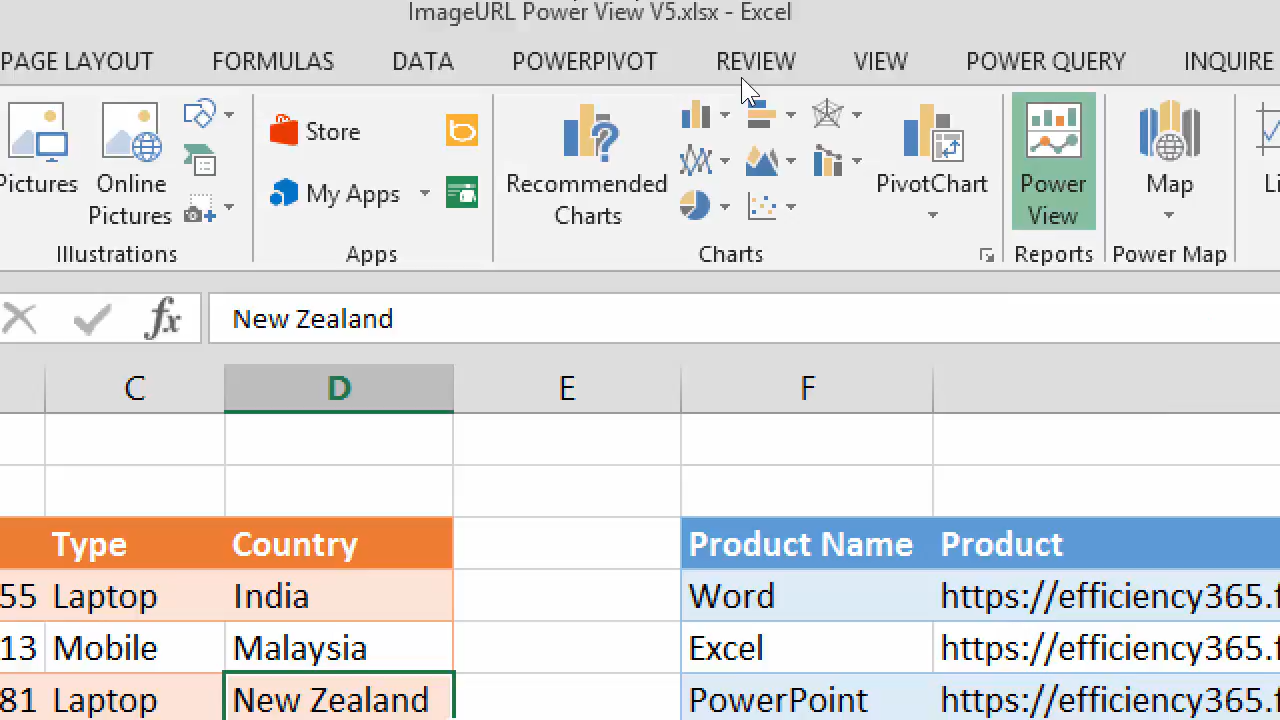 ImageURL Power View V5.xlsx - Excel
PAGE LAYOUT FORMULAS DATA POWERPIVOT REVIEW VIEW POWER QUERY INQUIRE
Pictures
Online
Pictures
Illustrations
Store
My Apps
Apps
Recommended
Charts
PivotChart
Charts
Power
View
Reports
Map
Power Map
Li
fx New Zealand
C D E F
Type Country Product Name Product
55 Laptop India Word https://efficiency365.f
13 Mobile Malaysia Excel https://efficiency365.f
81 Laptop New Zealand PowerPoint https://efficiency365.f